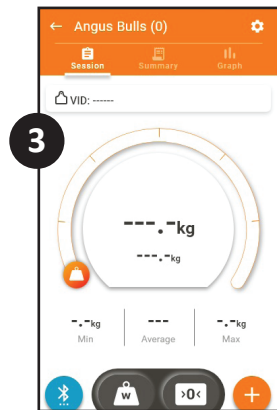 ← Angus Bulls (0)
Session Summary Graph
VID: ------
3
---.-kg
---.-kg
-.-kg --- -.-kg
Min Average Max
W >0< +